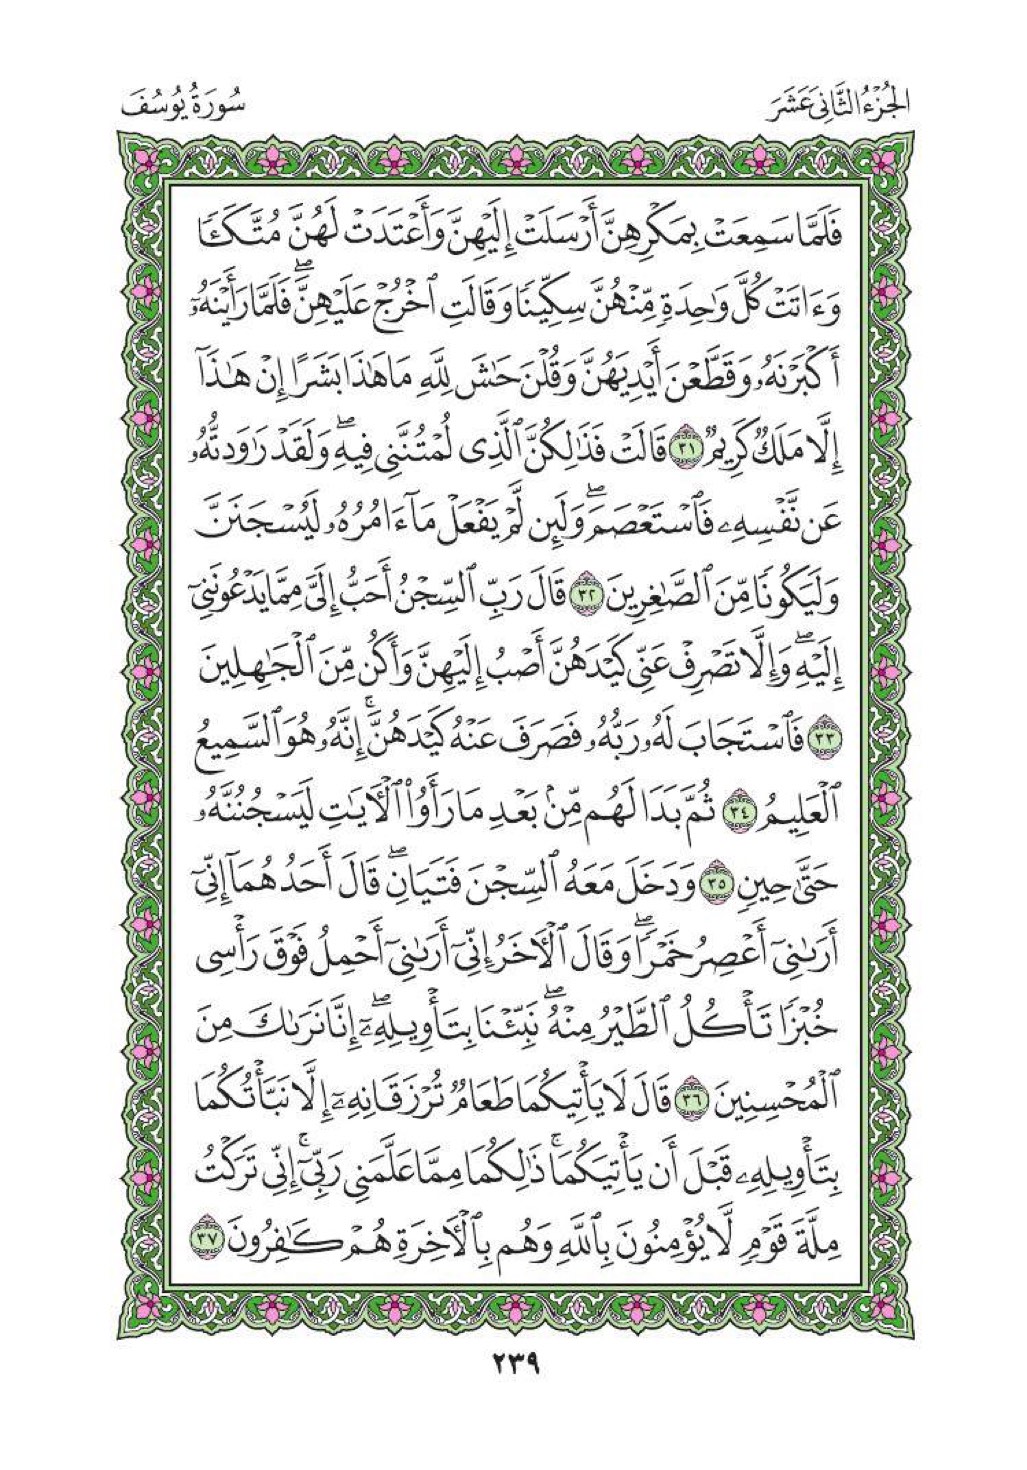 الجُزْءُ الثَّانِي عَشَرَ
سُورَةُ يُوسُفَ
فَلَمَّا سَمِعَتْ بِمَكْرِهِنَّ أَرْسَلَتْ إِلَيْهِنَّ وَأَعْتَدَتْ لَهُنَّ مُتَّكَـًٔا
وَءَاتَتْ كُلَّ وَٰحِدَةٍ مِّنْهُنَّ سِكِّينًا وَقَالَتِ ٱخْرُجْ عَلَيْهِنَّ ۖ فَلَمَّا رَأَيْنَهُۥٓ
أَكْبَرْنَهُۥ وَقَطَّعْنَ أَيْدِيَهُنَّ وَقُلْنَ حَٰشَ لِلَّهِ مَا هَٰذَا بَشَرًا إِنْ هَٰذَآ
إِلَّا مَلَكٌ كَرِيمٌ ٣١ قَالَتْ فَذَٰلِكُنَّ ٱلَّذِى لُمْتُنَّنِى فِيهِ ۖ وَلَقَدْ رَٰوَدتُّهُۥ
عَن نَّفْسِهِۦ فَٱسْتَعْصَمَ ۖ وَلَئِن لَّمْ يَفْعَلْ مَآ ءَامُرُهُۥ لَيُسْجَنَنَّ
وَلَيَكُونًا مِّنَ ٱلصَّٰغِرِينَ ٣٢ قَالَ رَبِّ ٱلسِّجْنُ أَحَبُّ إِلَىَّ مِمَّا يَدْعُونَنِىٓ
إِلَيْهِ ۖ وَإِلَّا تَصْرِفْ عَنِّى كَيْدَهُنَّ أَصْبُ إِلَيْهِنَّ وَأَكُن مِّنَ ٱلْجَٰهِلِينَ
٣٣ فَٱسْتَجَابَ لَهُۥ رَبُّهُۥ فَصَرَفَ عَنْهُ كَيْدَهُنَّ ۚ إِنَّهُۥ هُوَ ٱلسَّمِيعُ
ٱلْعَلِيمُ ٣٤ ثُمَّ بَدَا لَهُم مِّنۢ بَعْدِ مَا رَأَوُا۟ ٱلْـَٔايَٰتِ لَيَسْجُنُنَّهُۥ
حَتَّىٰ حِينٍ ٣٥ وَدَخَلَ مَعَهُ ٱلسِّجْنَ فَتَيَانِ ۖ قَالَ أَحَدُهُمَآ إِنِّىٓ
أَرَىٰنِىٓ أَعْصِرُ خَمْرًا ۖ وَقَالَ ٱلْـَٔاخَرُ إِنِّىٓ أَرَىٰنِىٓ أَحْمِلُ فَوْقَ رَأْسِى
خُبْزًا تَأْكُلُ ٱلطَّيْرُ مِنْهُ ۖ نَبِّئْنَا بِتَأْوِيلِهِۦٓ ۖ إِنَّا نَرَىٰكَ مِنَ
ٱلْمُحْسِنِينَ ٣٦ قَالَ لَا يَأْتِيكُمَا طَعَامٌ تُرْزَقَانِهِۦٓ إِلَّا نَبَّأْتُكُمَا
بِتَأْوِيلِهِۦ قَبْلَ أَن يَأْتِيَكُمَا ۚ ذَٰلِكُمَا مِمَّا عَلَّمَنِى رَبِّىٓ ۚ إِنِّى تَرَكْتُ
مِلَّةَ قَوْمٍ لَّا يُؤْمِنُونَ بِٱللَّهِ وَهُم بِٱلْـَٔاخِرَةِ هُمْ كَٰفِرُونَ ٣٧
٢٣٩